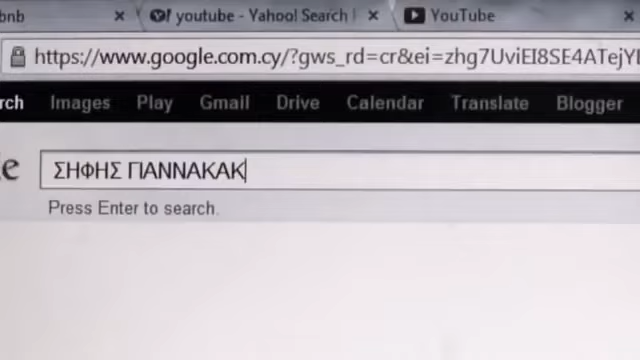 bnb youtube - Yahoo! Search YouTube
https://www.google.com.cy/?gws_rd=cr&ei=zhg7UviEI8SE4ATejY
rch Images Play Gmail Drive Calendar Translate Blogger
le ΣΗΦΗΣ ΓΙΑΝΝΑΚΑΚ
Press Enter to search.